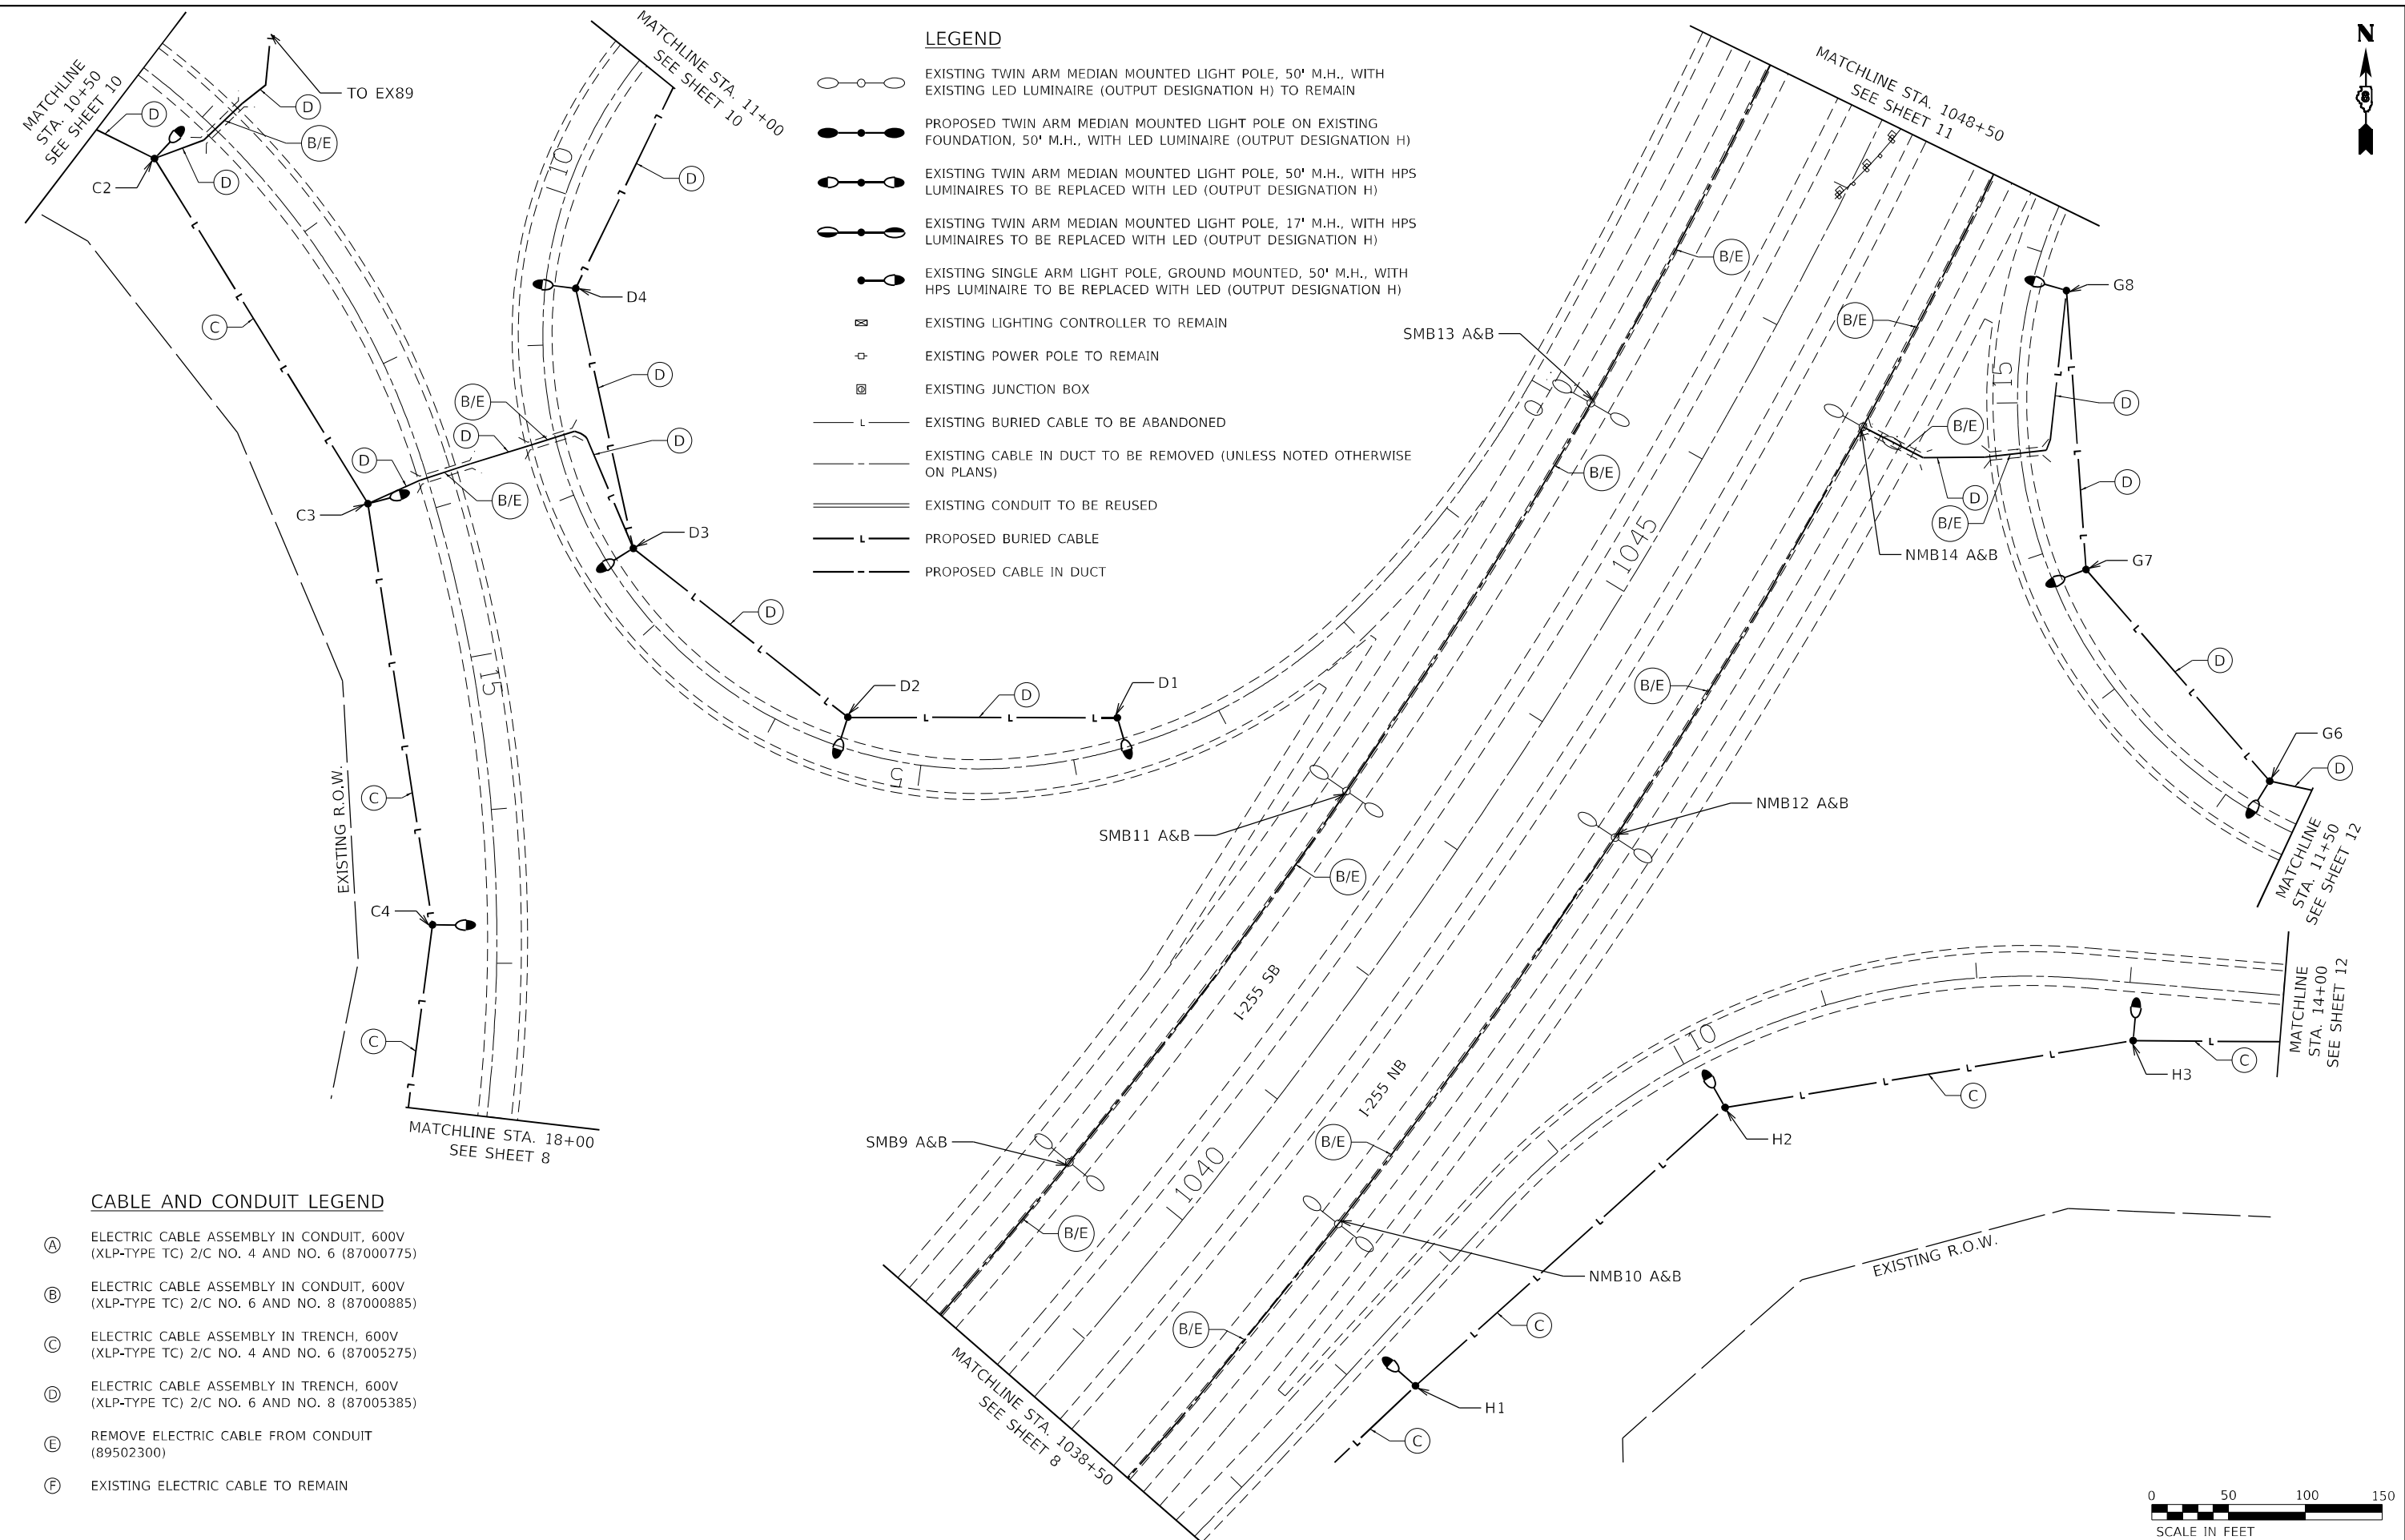 LEGEND
EXISTING TWIN ARM MEDIAN MOUNTED LIGHT POLE, 50' M.H., WITH
EXISTING LED LUMINAIRE (OUTPUT DESIGNATION H) TO REMAIN
PROPOSED TWIN ARM MEDIAN MOUNTED LIGHT POLE ON EXISTING
FOUNDATION, 50' M.H., WITH LED LUMINAIRE (OUTPUT DESIGNATION H)
EXISTING TWIN ARM MEDIAN MOUNTED LIGHT POLE, 50' M.H., WITH HPS
LUMINAIRES TO BE REPLACED WITH LED (OUTPUT DESIGNATION H)
EXISTING TWIN ARM MEDIAN MOUNTED LIGHT POLE, 17' M.H., WITH HPS
LUMINAIRES TO BE REPLACED WITH LED (OUTPUT DESIGNATION H)
EXISTING SINGLE ARM LIGHT POLE, GROUND MOUNTED, 50' M.H., WITH
HPS LUMINAIRE TO BE REPLACED WITH LED (OUTPUT DESIGNATION H)
EXISTING LIGHTING CONTROLLER TO REMAIN
EXISTING POWER POLE TO REMAIN
EXISTING JUNCTION BOX
L EXISTING BURIED CABLE TO BE ABANDONED
EXISTING CABLE IN DUCT TO BE REMOVED (UNLESS NOTED OTHERWISE
ON PLANS)
EXISTING CONDUIT TO BE REUSED
L PROPOSED BURIED CABLE
PROPOSED CABLE IN DUCT
MATCHLINE
STA. 10+50
SEE SHEET 10
TO EX89
D
D
B/E
D
C2
C
B/E
D
D
C3
B/E
15
EXISTING R.O.W.
C
C4
C
MATCHLINE STA. 18+00
SEE SHEET 8
MATCHLINE STA. 11+00
SEE SHEET 10
10
D
D4
D
D
D3
D
D2
D
D1
5
0
MATCHLINE STA. 1048+50
SEE SHEET 11
N
8
B/E
SMB13 A&B
B/E
B/E
1045
G8
15
D
B/E
D
D
B/E
NMB14 A&B
G7
B/E
D
G6
D
MATCHLINE
STA. 11+50
SEE SHEET 12
NMB12 A&B
SMB11 A&B
B/E
I-255 SB
I-255 NB
MATCHLINE
STA. 14+00
SEE SHEET 12
10
C
H3
C
H2
SMB9 A&B
B/E
1040
B/E
B/E
NMB10 A&B
EXISTING R.O.W.
C
B/E
H1
C
MATCHLINE STA. 1038+50
SEE SHEET 8
CABLE AND CONDUIT LEGEND
A ELECTRIC CABLE ASSEMBLY IN CONDUIT, 600V
(XLP-TYPE TC) 2/C NO. 4 AND NO. 6 (87000775)
B ELECTRIC CABLE ASSEMBLY IN CONDUIT, 600V
(XLP-TYPE TC) 2/C NO. 6 AND NO. 8 (87000885)
C ELECTRIC CABLE ASSEMBLY IN TRENCH, 600V
(XLP-TYPE TC) 2/C NO. 4 AND NO. 6 (87005275)
D ELECTRIC CABLE ASSEMBLY IN TRENCH, 600V
(XLP-TYPE TC) 2/C NO. 6 AND NO. 8 (87005385)
E REMOVE ELECTRIC CABLE FROM CONDUIT
(89502300)
F EXISTING ELECTRIC CABLE TO REMAIN
0 50 100 150
SCALE IN FEET